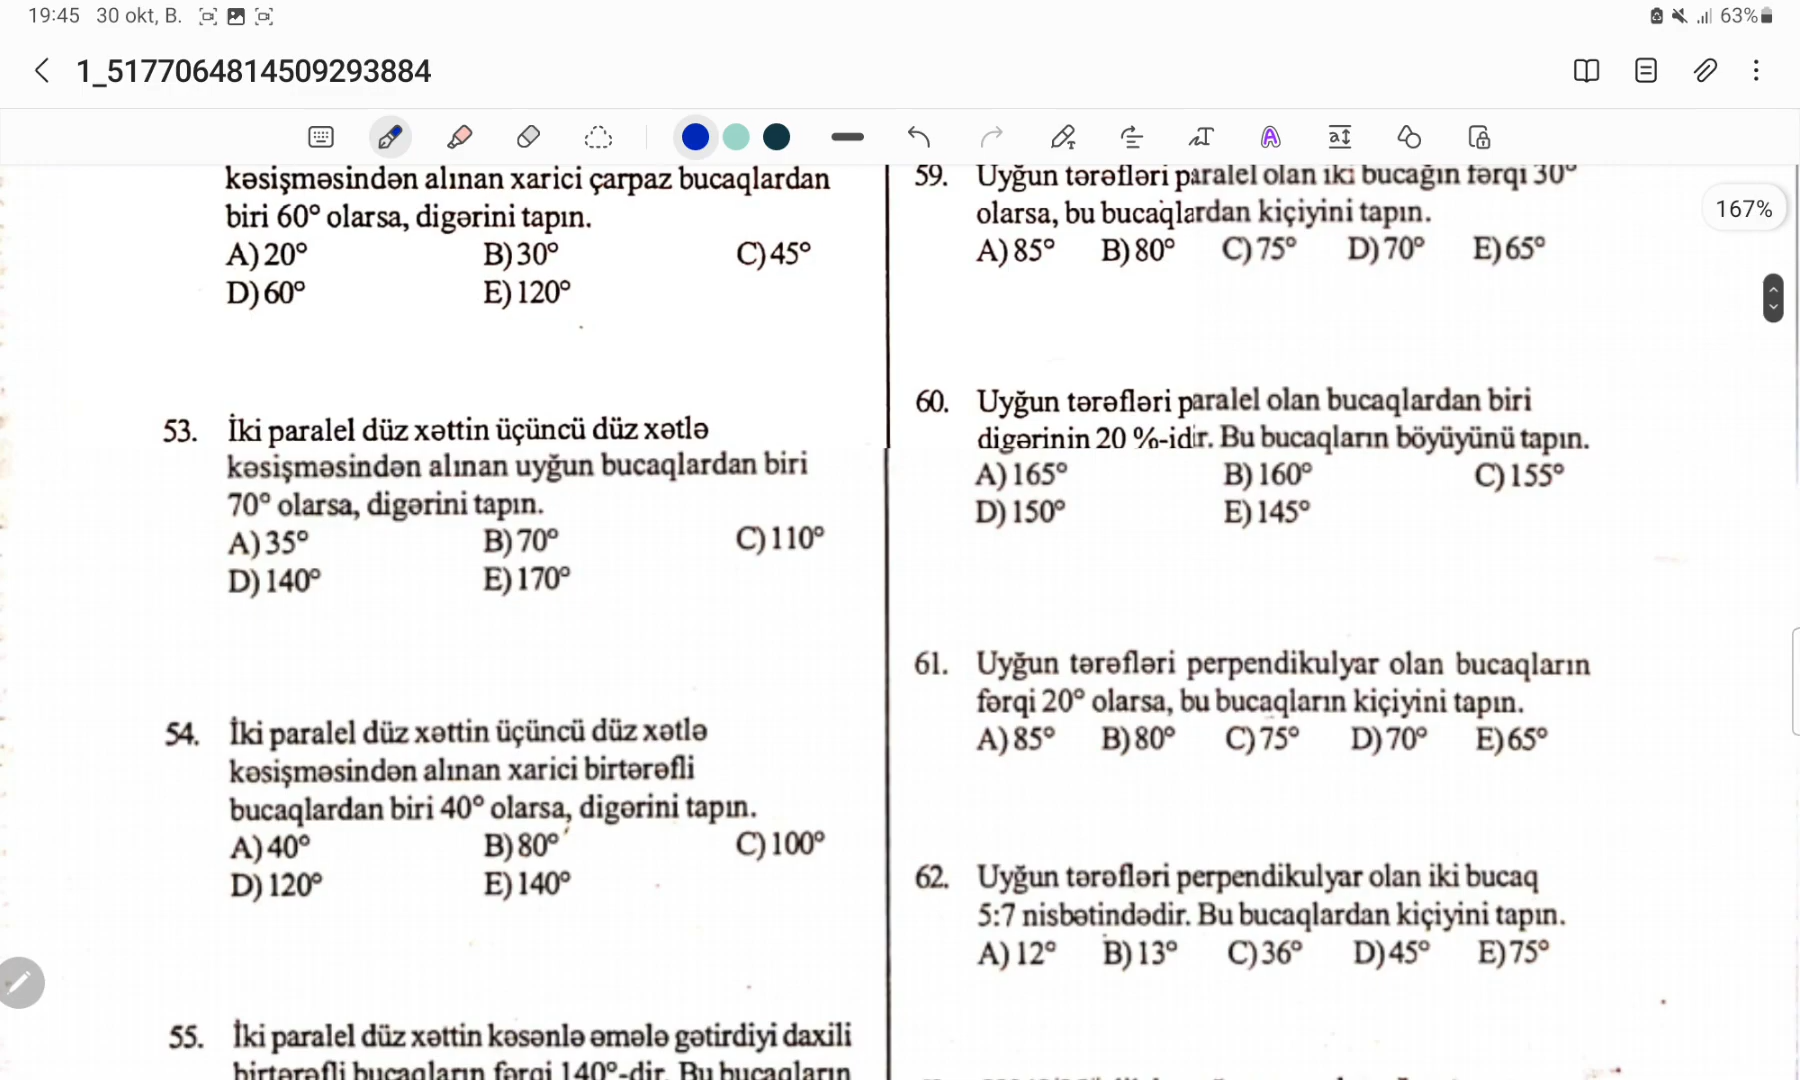 19:45 30 okt, B. 63%
1_5177064814509293884
167%
kəsişməsindən alınan xarici çarpaz bucaqlardan
biri 60° olarsa, digərini tapın.
A) 20° B) 30° C) 45°
D) 60° E) 120°
53. İki paralel düz xəttin üçüncü düz xətlə
kəsişməsindən alınan uyğun bucaqlardan biri
70° olarsa, digərini tapın.
A) 35° B) 70° C) 110°
D) 140° E) 170°
54. İki paralel düz xəttin üçüncü düz xətlə
kəsişməsindən alınan xarici birtərəfli
bucaqlardan biri 40° olarsa, digərini tapın.
A) 40° B) 80° C) 100°
D) 120° E) 140°
55. İki paralel düz xəttin kəsənlə əmələ gətirdiyi daxili
birtərəfli bucaqların fərqi 140°-dir. Bu bucaqların
59. Uyğun tərəfləri paralel olan iki bucağın fərqi 30°
olarsa, bu bucaqlardan kiçiyini tapın.
A) 85° B) 80° C) 75° D) 70° E) 65°
60. Uyğun tərəfləri paralel olan bucaqlardan biri
digərinin 20 %-idir. Bu bucaqların böyüyünü tapın.
A) 165° B) 160° C) 155°
D) 150° E) 145°
61. Uyğun tərəfləri perpendikulyar olan bucaqların
fərqi 20° olarsa, bu bucaqların kiçiyini tapın.
A) 85° B) 80° C) 75° D) 70° E) 65°
62. Uyğun tərəfləri perpendikulyar olan iki bucaq
5:7 nisbətindədir. Bu bucaqlardan kiçiyini tapın.
A) 12° B) 13° C) 36° D) 45° E) 75°